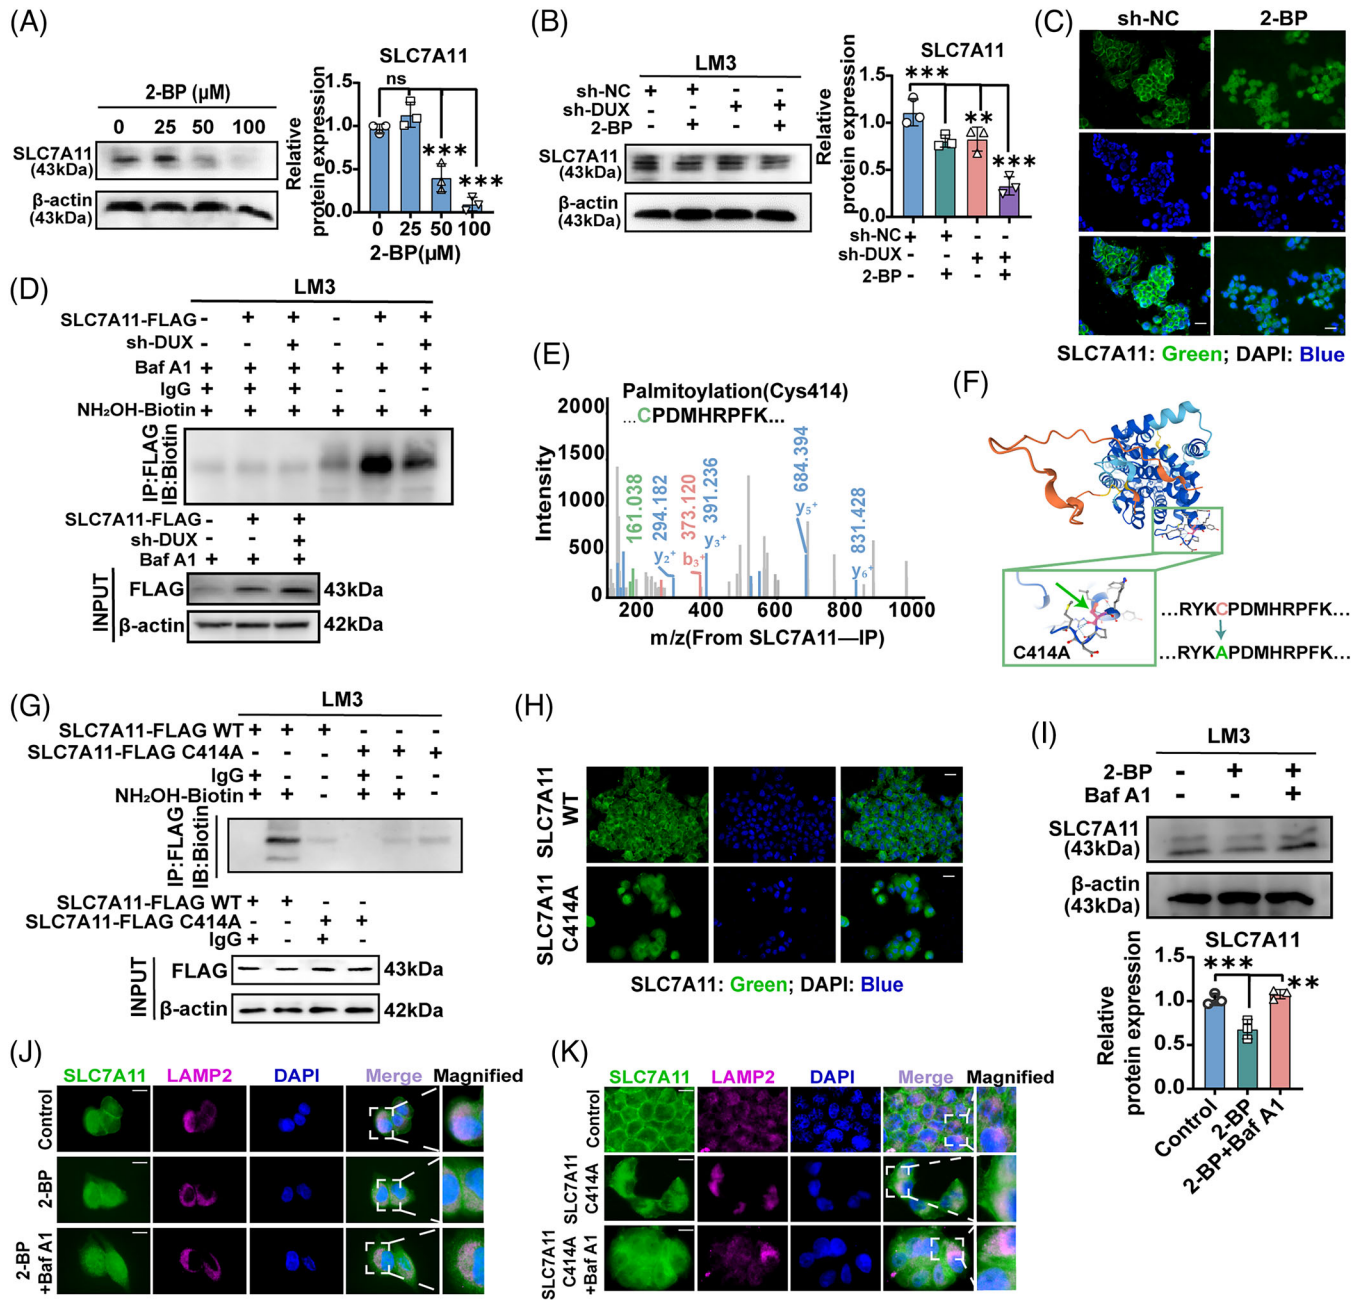 (A)
2-BP (μM)
0 25 50 100
SLC7A11
(43kDa)
β-actin
(43kDa)
SLC7A11
Relative
protein expression
1.5
1.0
0.5
0.0
ns
***
***
0 25 50 100
2-BP(μM)
(B)
LM3
sh-NC + + - -
sh-DUX - - + +
2-BP - + - +
SLC7A11
(43kDa)
β-actin
(43kDa)
SLC7A11
Relative
protein expression
1.5
1.0
0.5
0.0
***
**
***
sh-NC + + - -
sh-DUX - - + +
2-BP - + - +
(C)
sh-NC 2-BP
SLC7A11: Green; DAPI: Blue
(D)
LM3
SLC7A11-FLAG - + + - + +
sh-DUX - - + - - +
Baf A1 + + + + + +
IgG + + + - - -
NH₂OH-Biotin + + + + + +
IP:FLAG
IB:Biotin
SLC7A11-FLAG - + +
sh-DUX - - +
Baf A1 + + +
INPUT
FLAG 43kDa
β-actin 42kDa
(E)
Palmitoylation(Cys414)
...CPDMHRPFK...
Intensity
2000
1500
1000
500
0
161.038
294.182
373.120
391.236
684.394
831.428
y₂⁺
b₃⁺
y₃⁺
y₅⁺
y₆⁺
200 400 600 800 1000
m/z(From SLC7A11—IP)
(F)
C414A
...RYKCPDMHRPFK...
...RYKAPDMHRPFK...
(G)
LM3
SLC7A11-FLAG WT + + + - - -
SLC7A11-FLAG C414A - - - + + +
IgG + - - + - -
NH₂OH-Biotin + + - + + -
IP:FLAG
IB:Biotin
SLC7A11-FLAG WT + + - -
SLC7A11-FLAG C414A - - + +
IgG + - + -
INPUT
FLAG 43kDa
β-actin 42kDa
(H)
SLC7A11
WT
SLC7A11
C414A
SLC7A11: Green; DAPI: Blue
(I)
LM3
2-BP - + +
Baf A1 - - +
SLC7A11
(43kDa)
β-actin
(43kDa)
SLC7A11
Relative
protein expression
1.5
1.0
0.5
0.0
***
**
Control
2-BP
2-BP+Baf A1
(J)
SLC7A11 LAMP2 DAPI Merge Magnified
Control
2-BP
2-BP
+Baf A1
(K)
SLC7A11 LAMP2 DAPI Merge Magnified
Control
SLC7A11
C414A
SLC7A11
C414A
+Baf A1